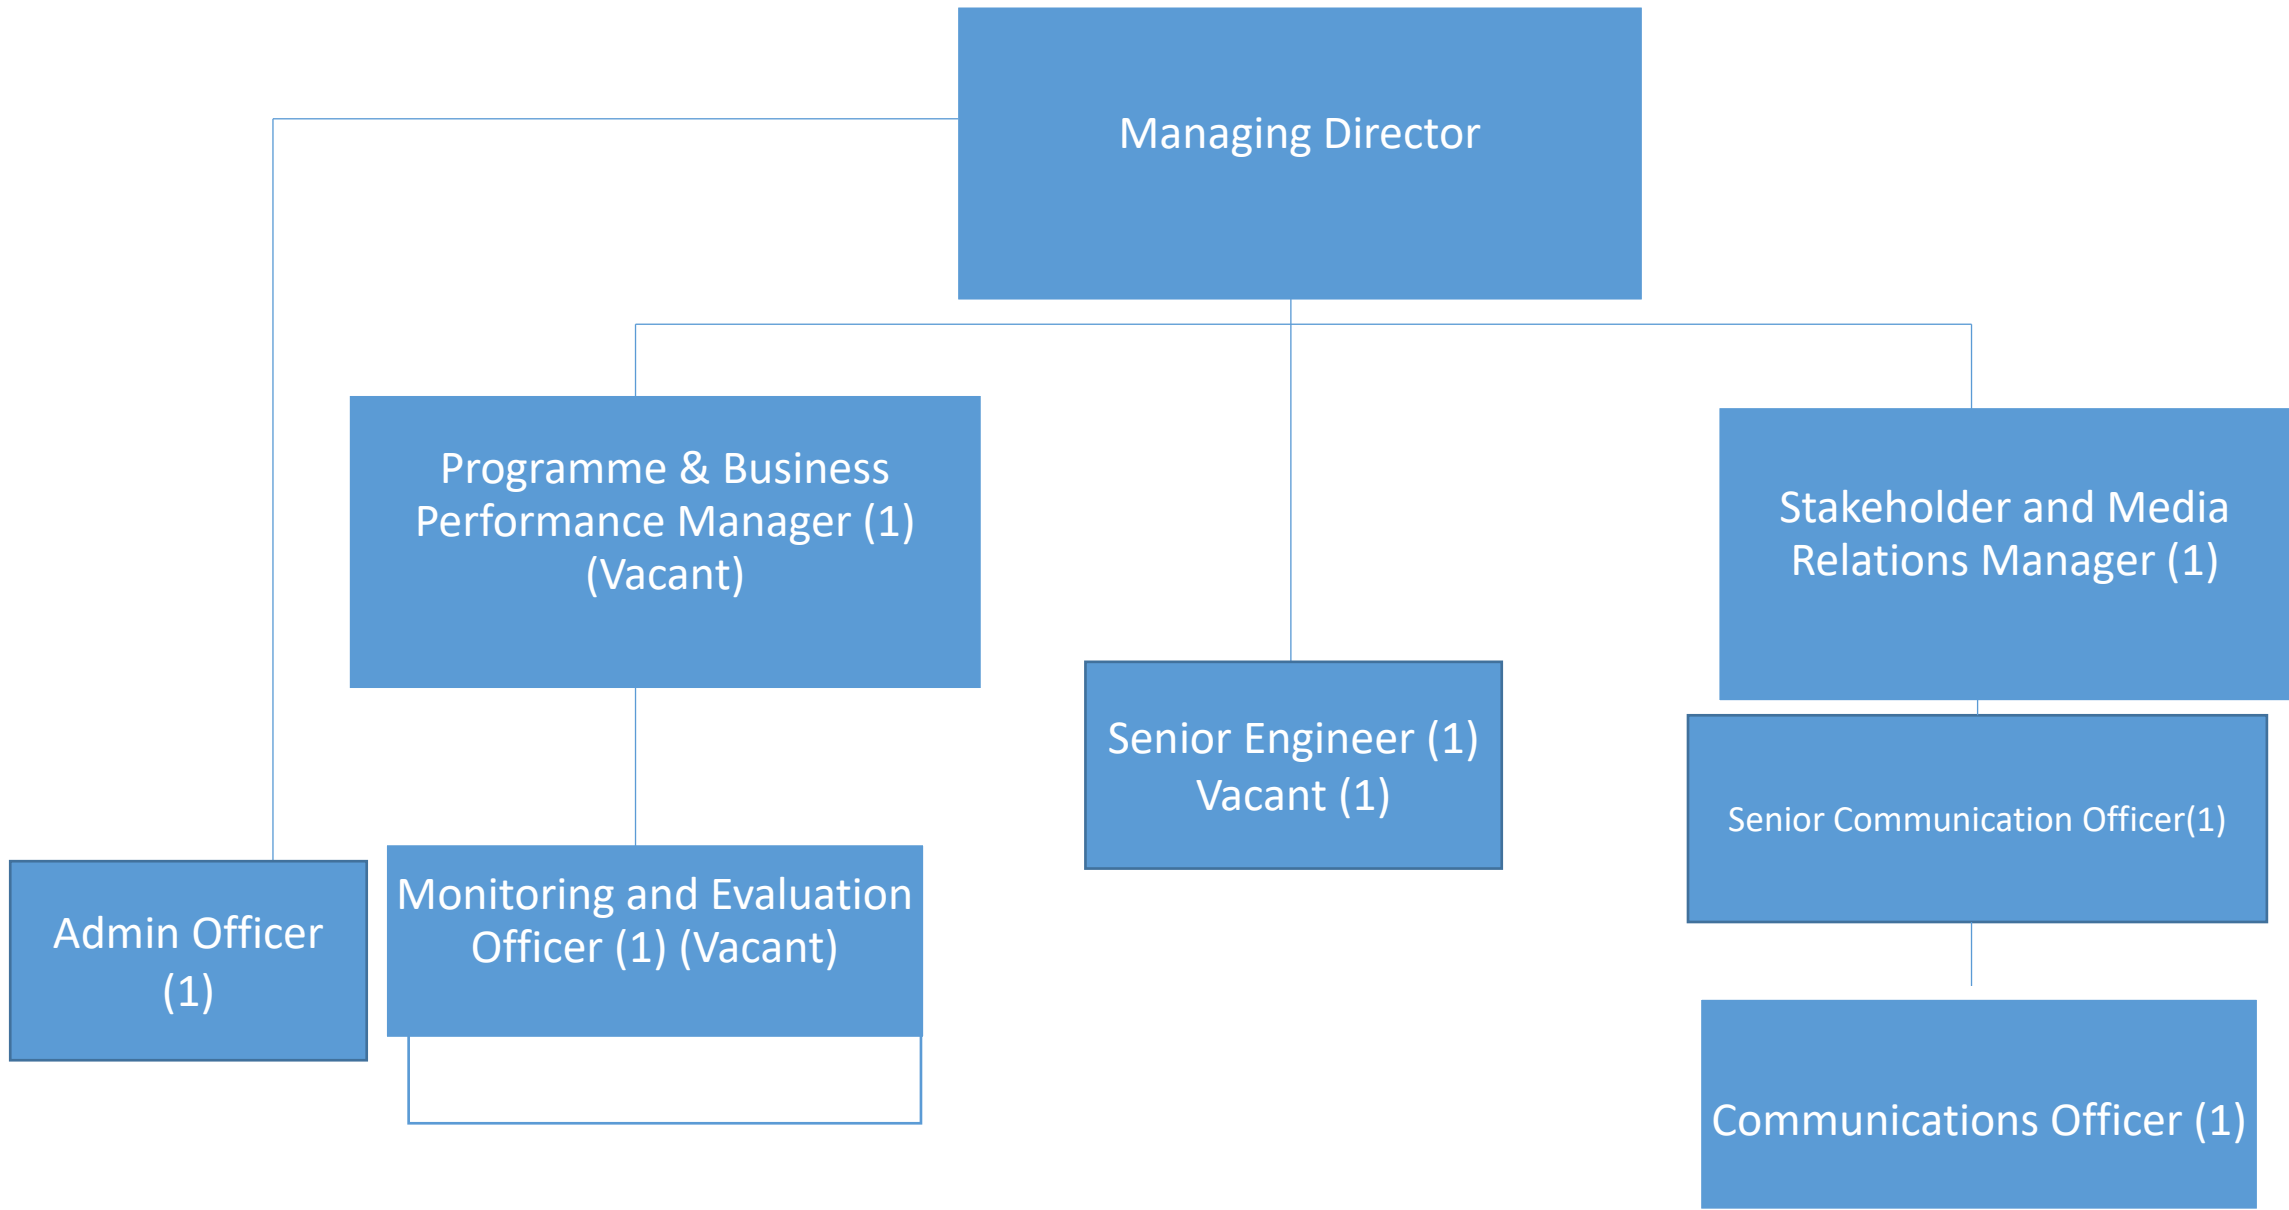 Managing Director
Programme & Business
Performance Manager (1)
(Vacant)
Stakeholder and Media
Relations Manager (1)
Senior Engineer (1)
Vacant (1)
Senior Communication Officer(1)
Monitoring and Evaluation
Officer (1) (Vacant)
Admin Officer
(1)
Communications Officer (1)